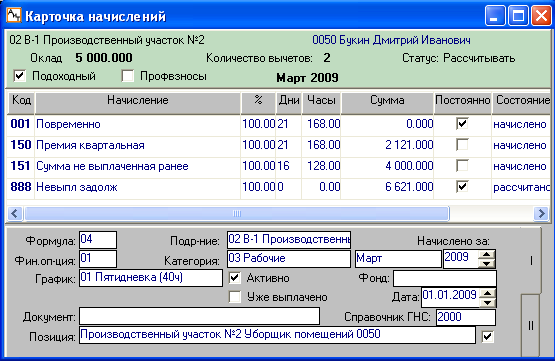 Карточка начислений
02 В-1 Производственный участок №2 0050 Букин Дмитрий Иванович
Оклад 5 000.000 Количество вычетов: 2 Статус: Рассчитывать
Подоходный Профвзносы Март 2009
Код Начисление % Дни Часы Сумма Постоянно Состояние
001 Повременно 100.00 21 168.00 0.000 начислено
150 Премия квартальная 100.00 21 168.00 2 121.000 начислено
151 Сумма не выплаченная ранее 100.00 16 128.00 4 000.000 начислено
888 Невыпл задолж 100.00 0 0.00 6 621.000 рассчитано
Формула: 04 Подр-ние: 02 В-1 Производственн Начислено за:
Фин.оп-ция: 01 Категория: 03 Рабочие Март 2009
График: 01 Пятидневка (40ч) Активно Фонд:
Уже выплачено Дата: 01.01.2009
Документ: Справочник ГНС: 2000
Позиция: Производственный участок №2 Уборщик помещений 0050
I
II